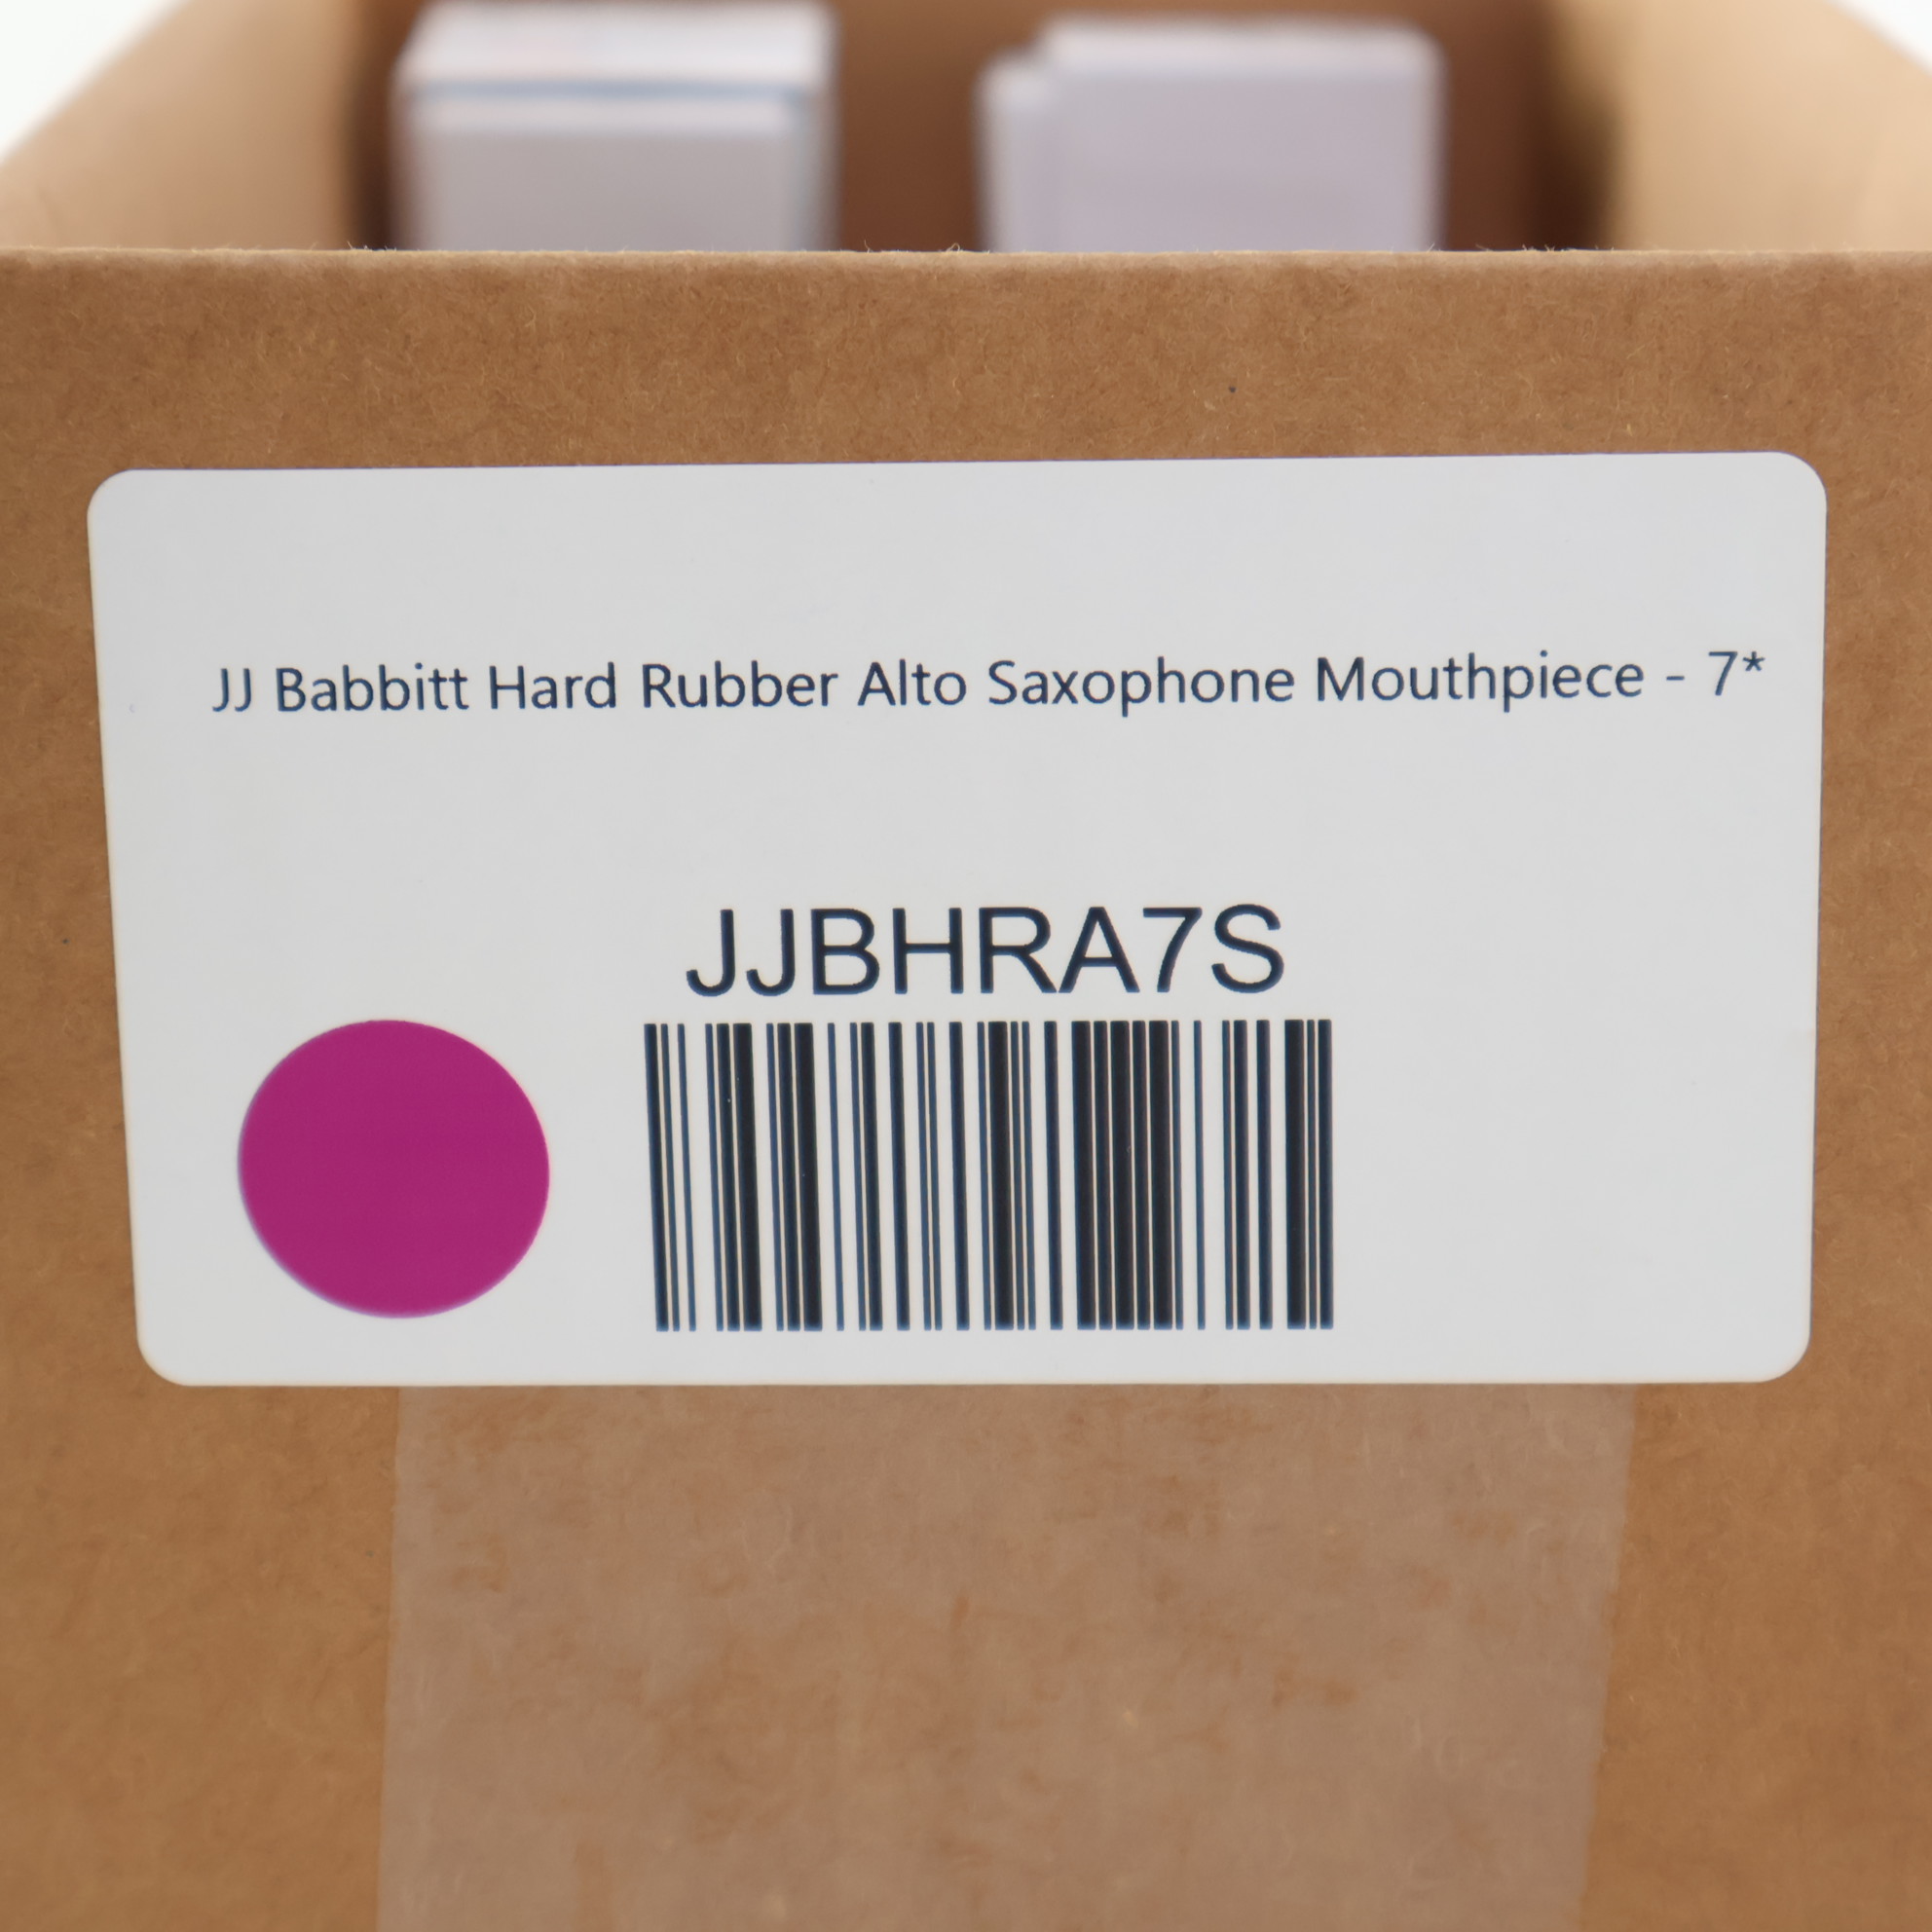 JJ Babbitt Hard Rubber Alto Saxophone Mouthpiece - 7*
JJBHRA7S